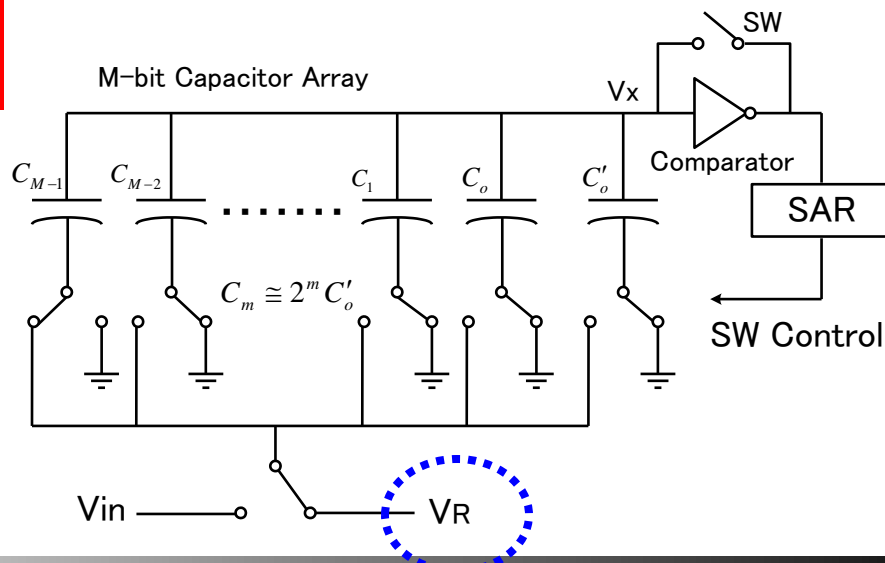 SW
M-bit Capacitor Array
Vx
C_{M-1} C_{M-2} C_1 C_o C'_o
Comparator
.......
SAR
C_m ≅ 2^m C'_o
SW Control
Vin VR